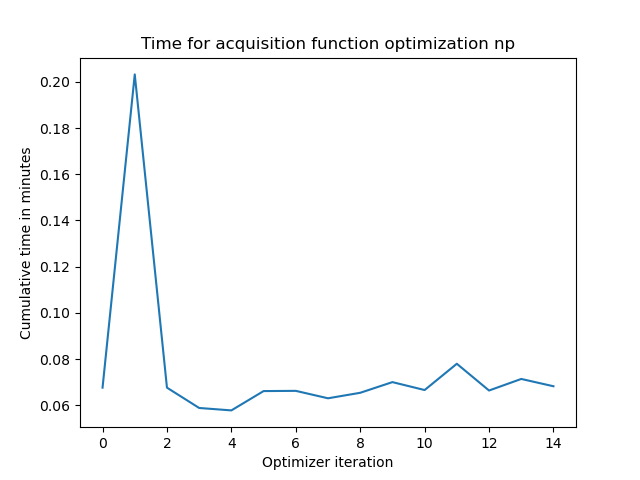 Time for acquisition function optimization np
Cumulative time in minutes
0.20
0.18
0.16
0.14
0.12
0.10
0.08
0.06
0 2 4 6 8 10 12 14
Optimizer iteration